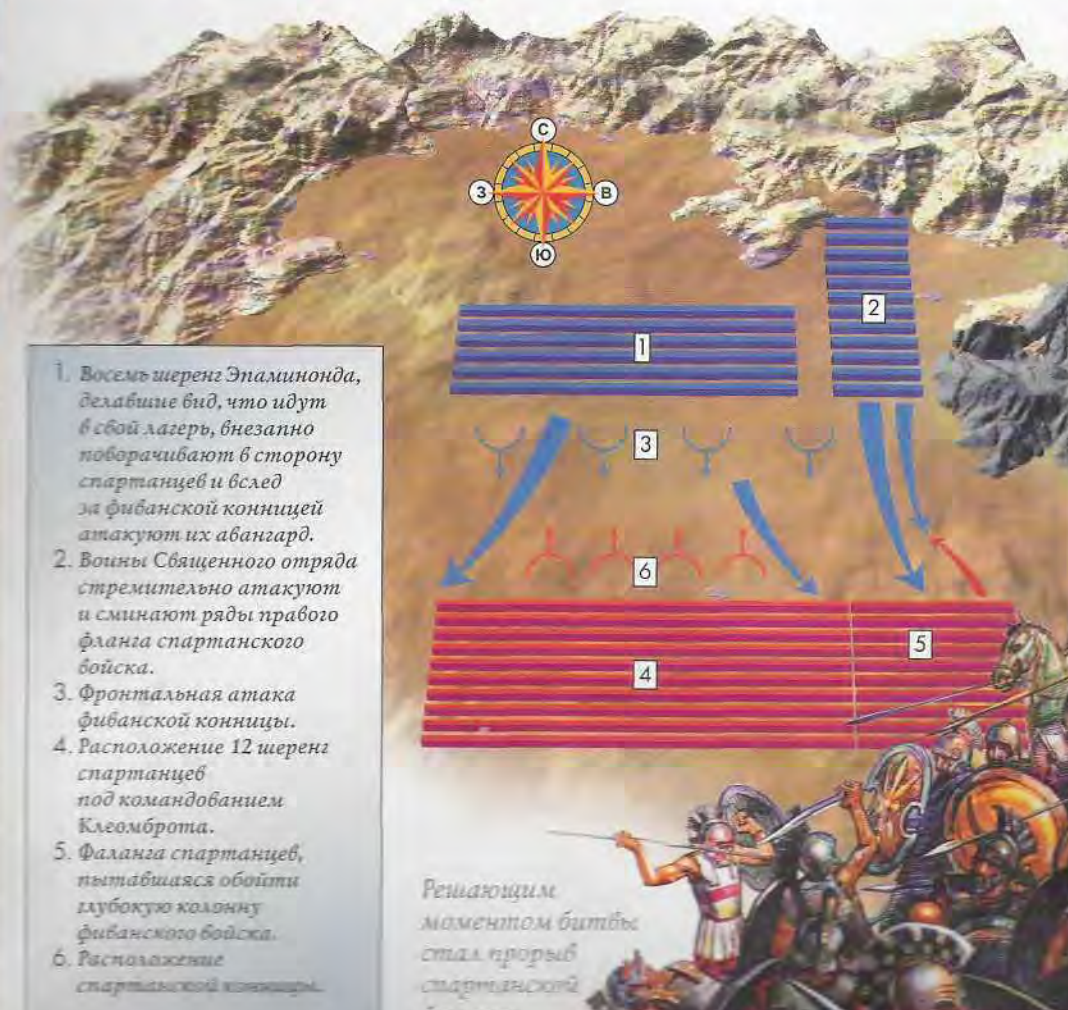 С
З
В
Ю
2
1
3
6
5
4
1. Восемь шеренг Эпаминонда,
делавшие вид, что идут
в свой лагерь, внезапно
поворачивают в сторону
спартанцев и вслед
за фиванской конницей
атакуют их авангард.
2. Воины Священного отряда
стремительно атакуют
и сминают ряды правого
фланга спартанского
войска.
3. Фронтальная атака
фиванской конницы.
4. Расположение 12 шеренг
спартанцев
под командованием
Клеомброта.
5. Фаланга спартанцев,
пытавшаяся обойти
глубокую колонну
фиванского войска.
6. Расположение
спартанской конницы.
Решающим
моментом битвы
стал прорыв
спартанской